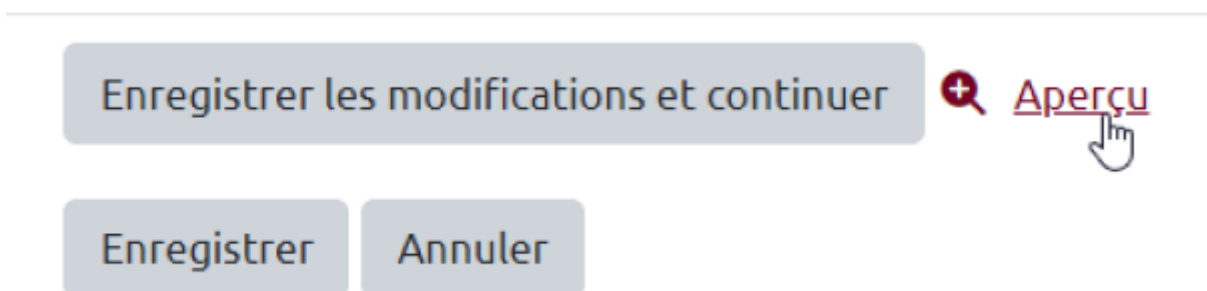 Enregistrer les modifications et continuer Aperçu
Enregistrer Annuler